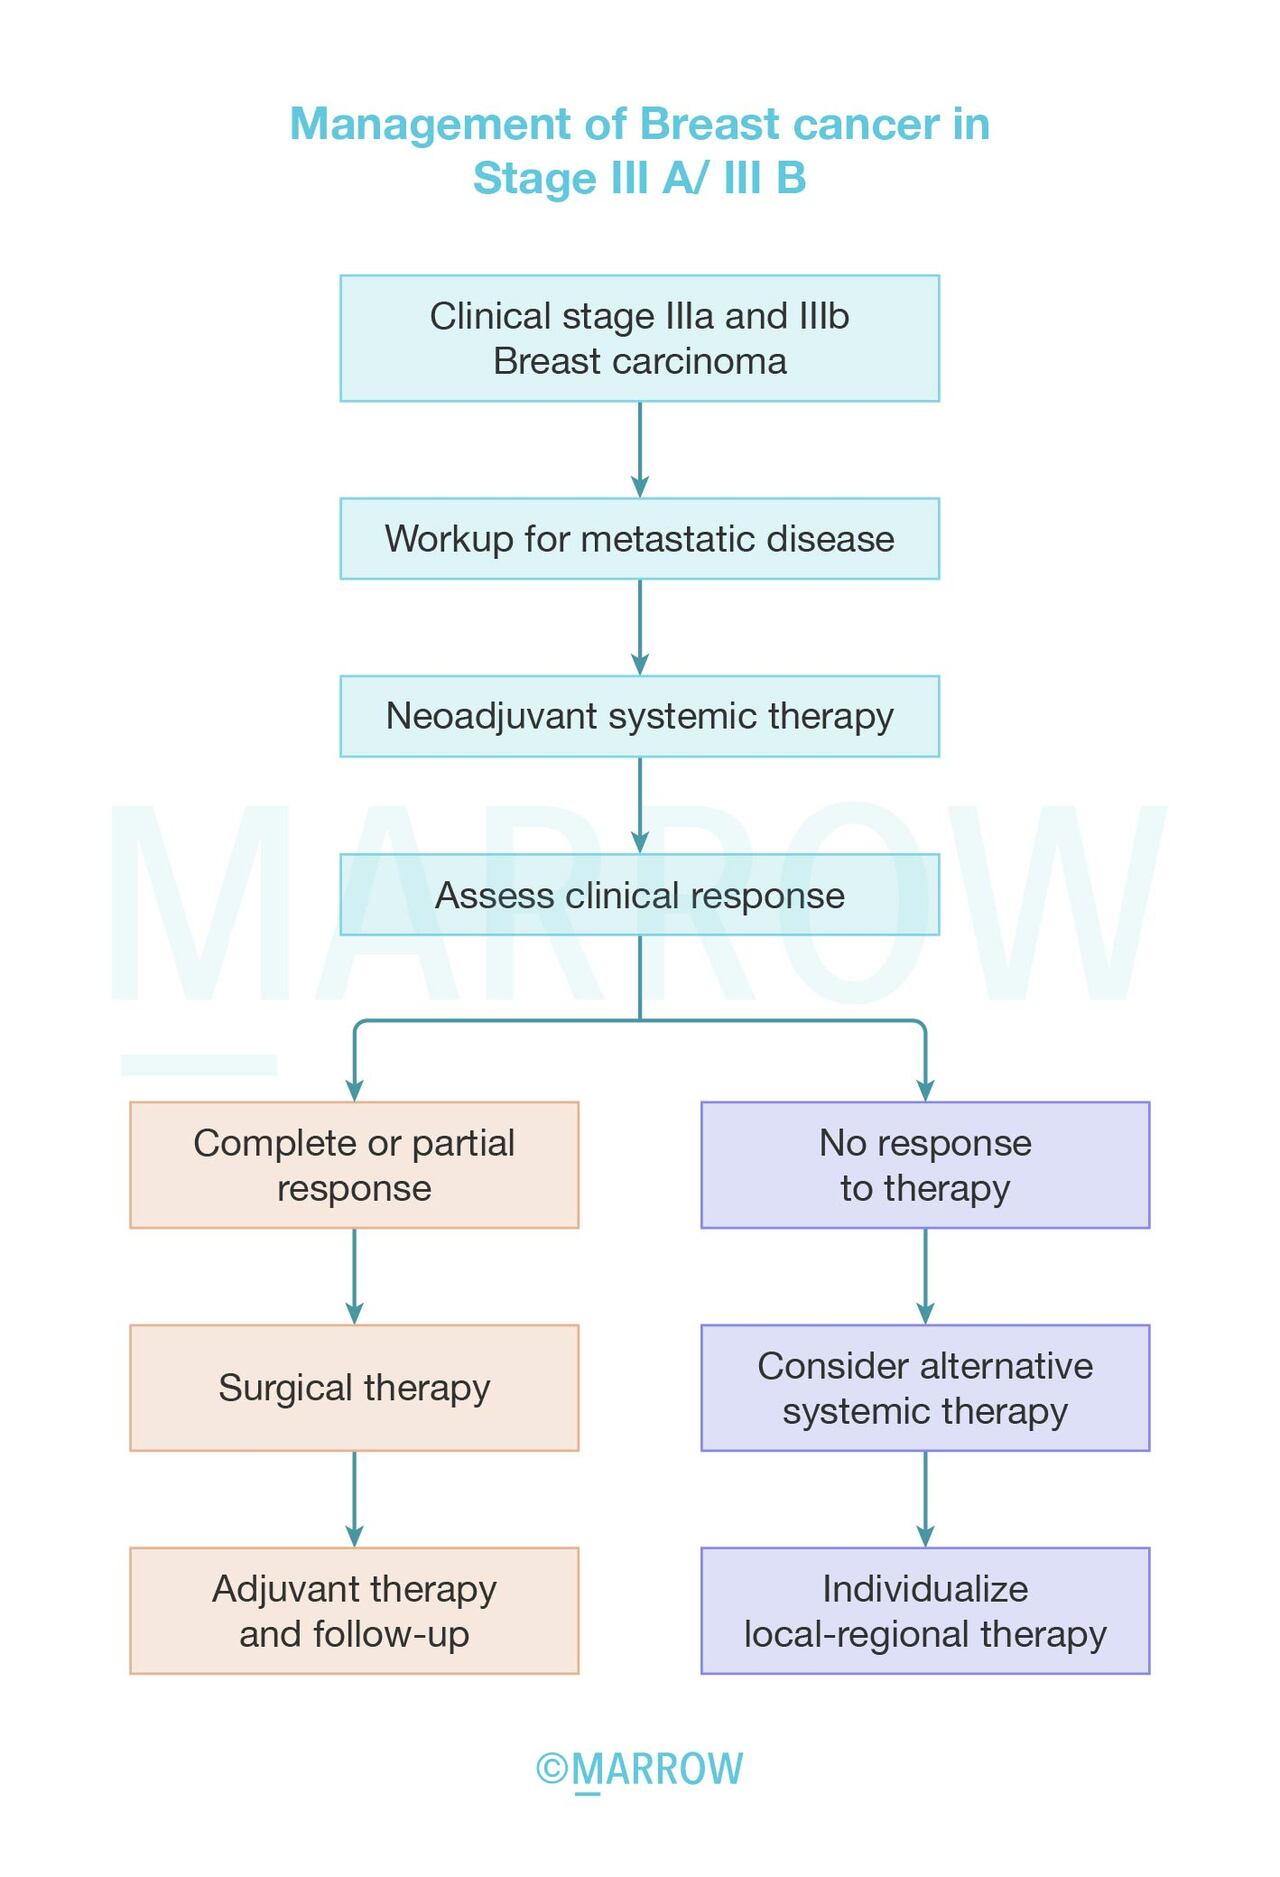 Management of Breast cancer in
Stage III A/ III B
Clinical stage IIIa and IIIb
Breast carcinoma
Workup for metastatic disease
Neoadjuvant systemic therapy
MARROW
Assess clinical response
Complete or partial
response
No response
to therapy
Surgical therapy
Consider alternative
systemic therapy
Adjuvant therapy
and follow-up
Individualize
local-regional therapy
©MARROW